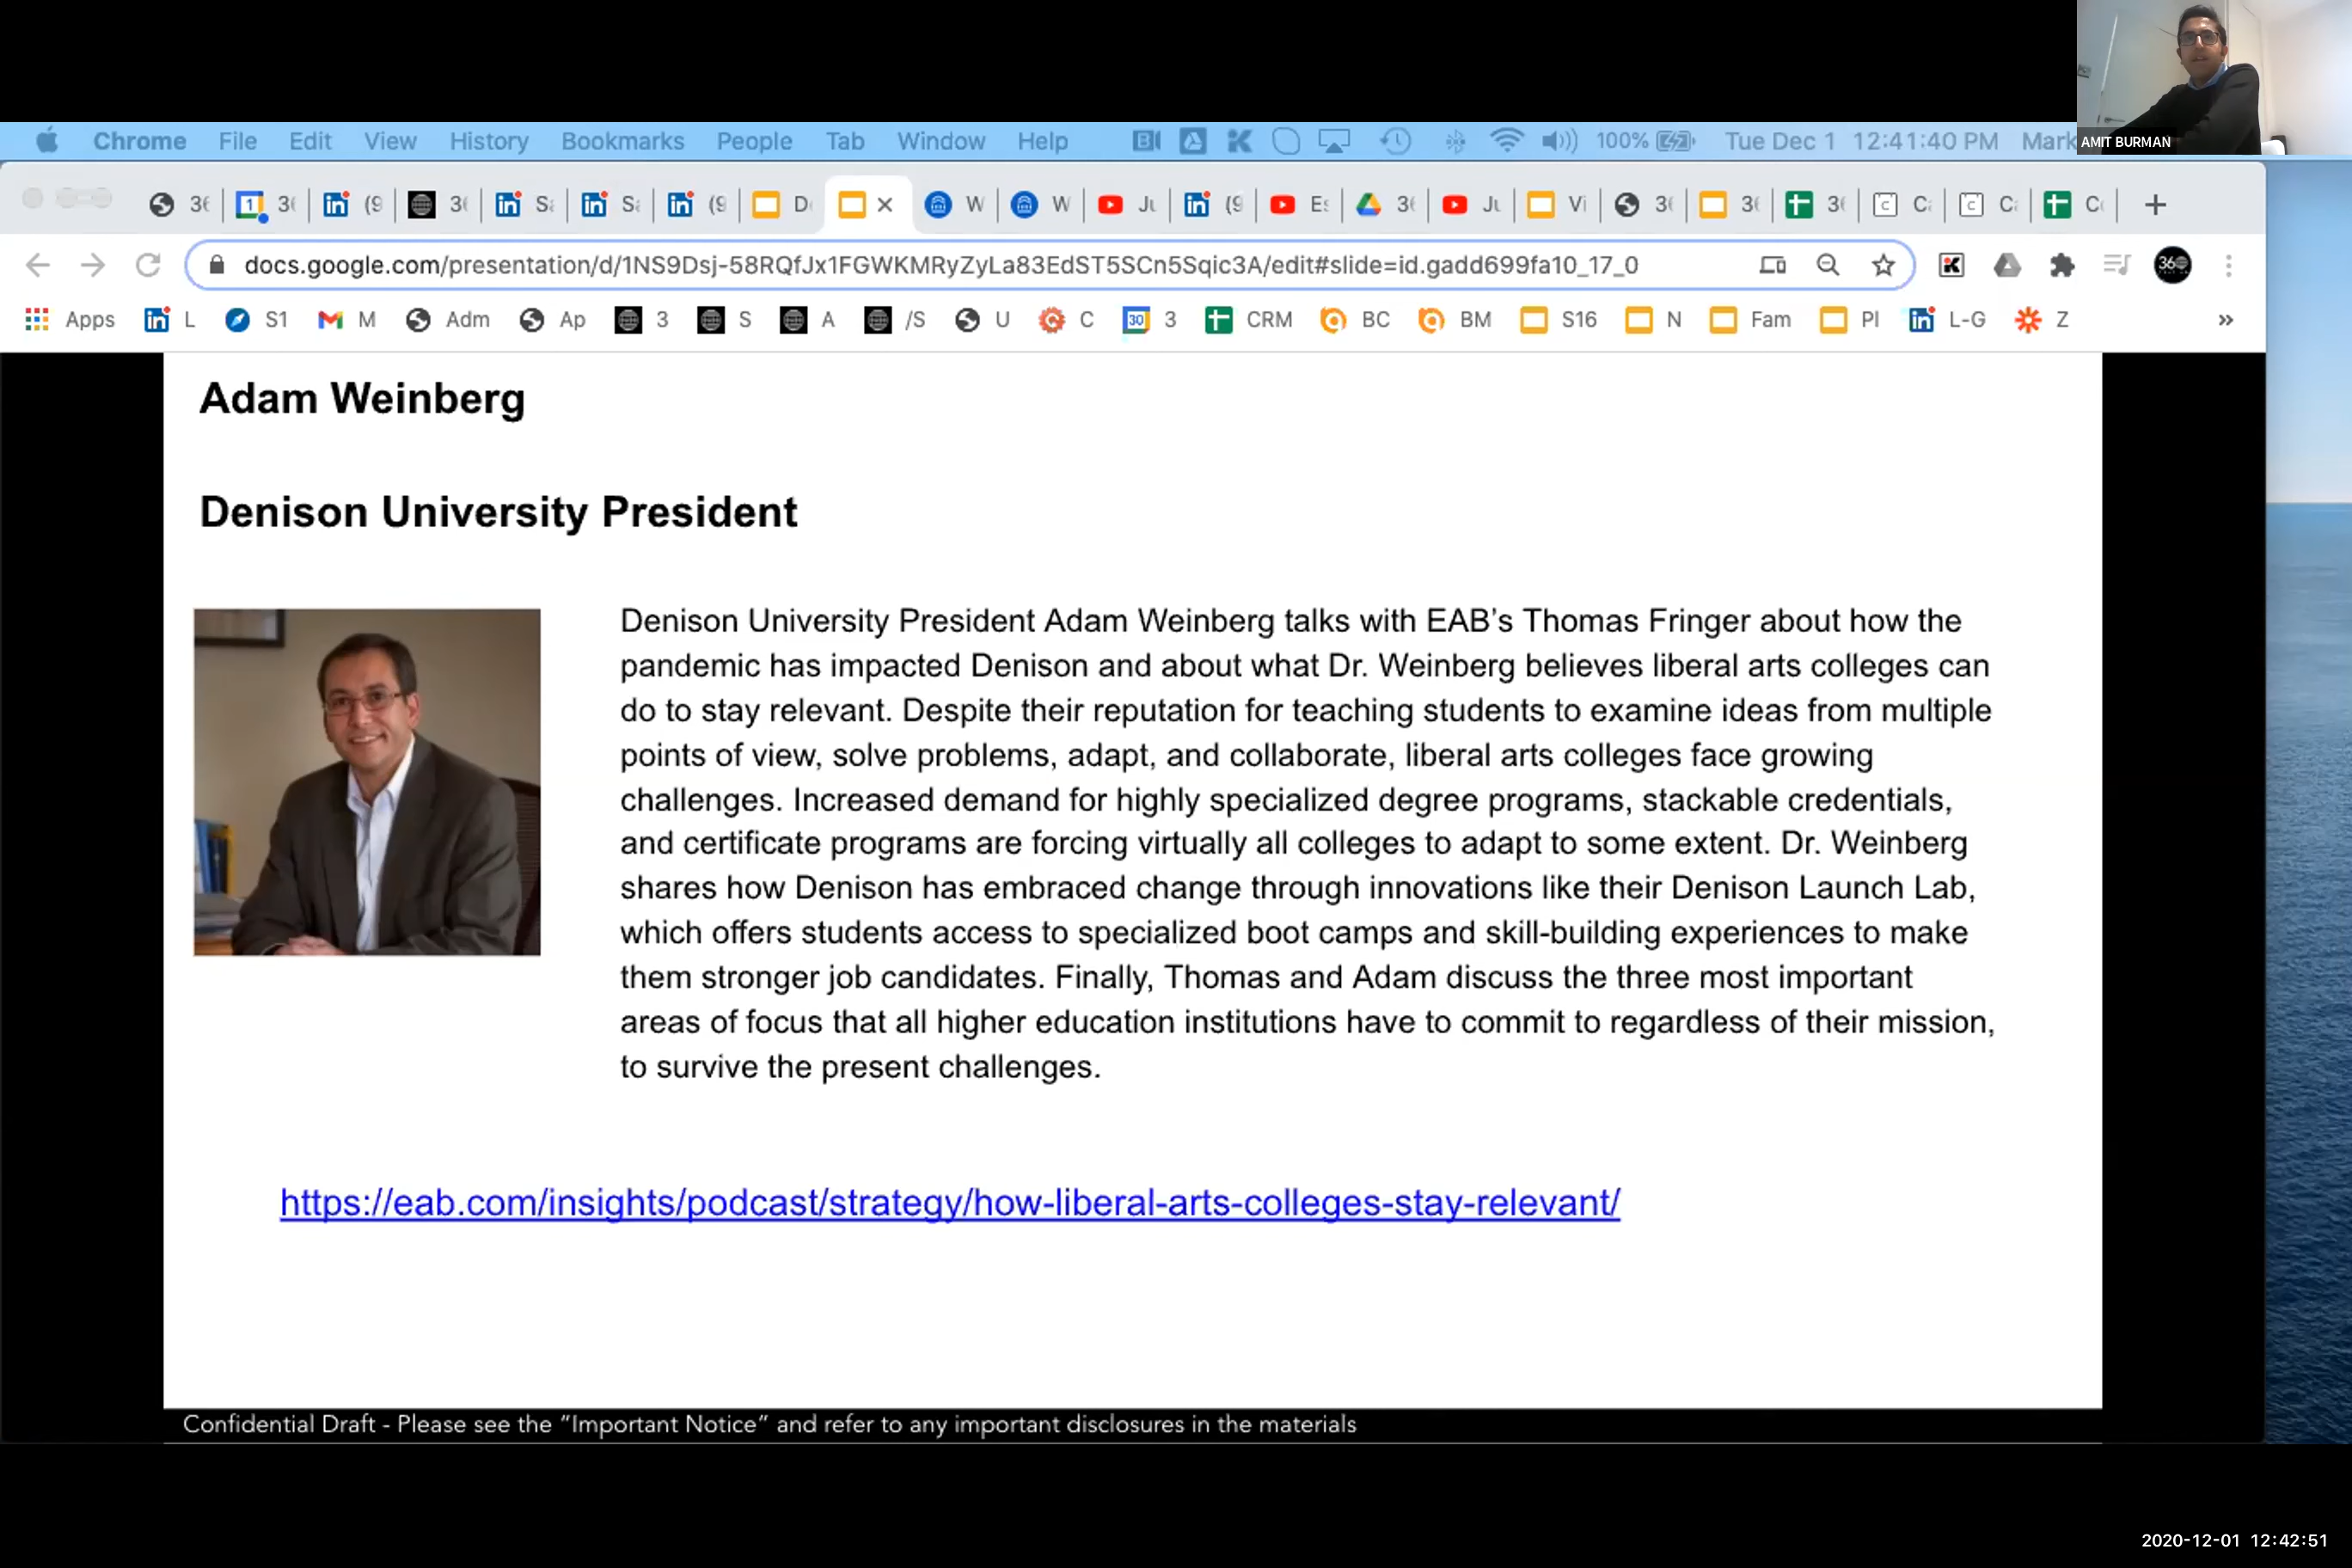 AMIT BURMAN
Chrome File Edit View History Bookmarks People Tab Window Help 100% Tue Dec 1 12:41:40 PM Mark
docs.google.com/presentation/d/1NS9Dsj-58RQfJx1FGWKMRyZyLa83EdST5SCn5Sqic3A/edit#slide=id.gadd699fa10_17_0
Apps L S1 M Adm Ap 3 S A /S U C 30 3 CRM BC BM S16 N Fam Pl L-G Z
Adam Weinberg
Denison University President
Denison University President Adam Weinberg talks with EAB’s Thomas Fringer about how the
pandemic has impacted Denison and about what Dr. Weinberg believes liberal arts colleges can
do to stay relevant. Despite their reputation for teaching students to examine ideas from multiple
points of view, solve problems, adapt, and collaborate, liberal arts colleges face growing
challenges. Increased demand for highly specialized degree programs, stackable credentials,
and certificate programs are forcing virtually all colleges to adapt to some extent. Dr. Weinberg
shares how Denison has embraced change through innovations like their Denison Launch Lab,
which offers students access to specialized boot camps and skill-building experiences to make
them stronger job candidates. Finally, Thomas and Adam discuss the three most important
areas of focus that all higher education institutions have to commit to regardless of their mission,
to survive the present challenges.
https://eab.com/insights/podcast/strategy/how-liberal-arts-colleges-stay-relevant/
Confidential Draft - Please see the “Important Notice” and refer to any important disclosures in the materials
2020-12-01 12:42:51